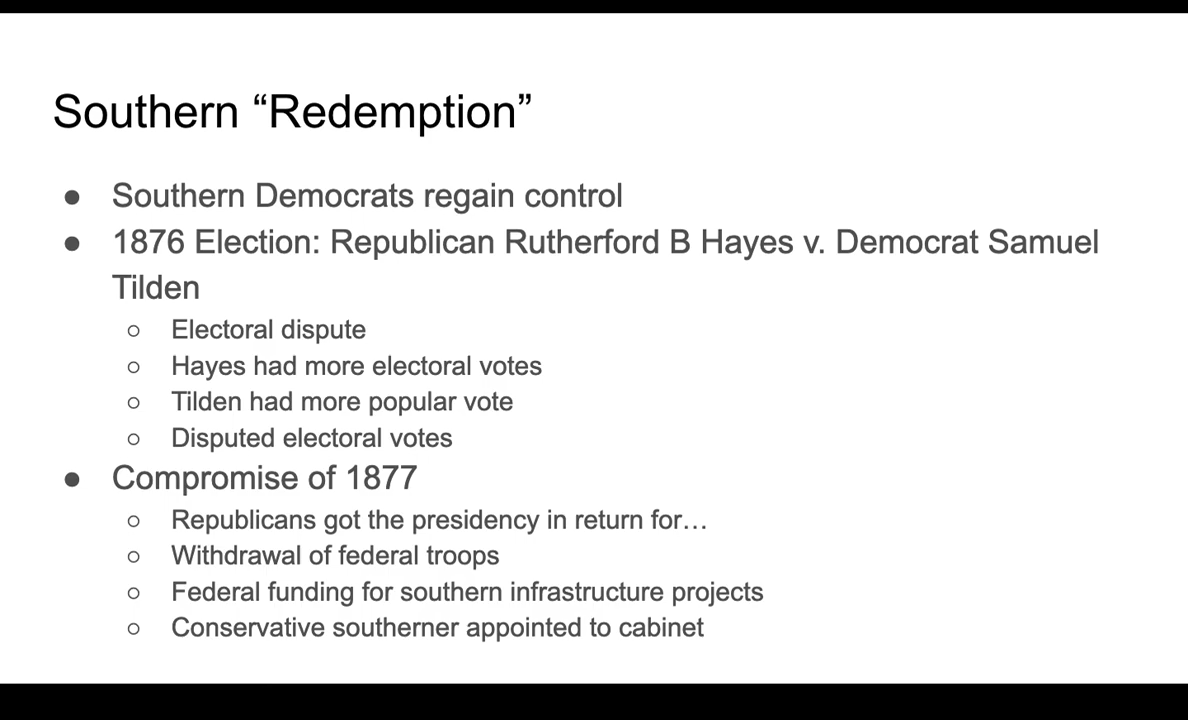 Southern “Redemption”
● Southern Democrats regain control
● 1876 Election: Republican Rutherford B Hayes v. Democrat Samuel
Tilden
○ Electoral dispute
○ Hayes had more electoral votes
○ Tilden had more popular vote
○ Disputed electoral votes
● Compromise of 1877
○ Republicans got the presidency in return for…
○ Withdrawal of federal troops
○ Federal funding for southern infrastructure projects
○ Conservative southerner appointed to cabinet